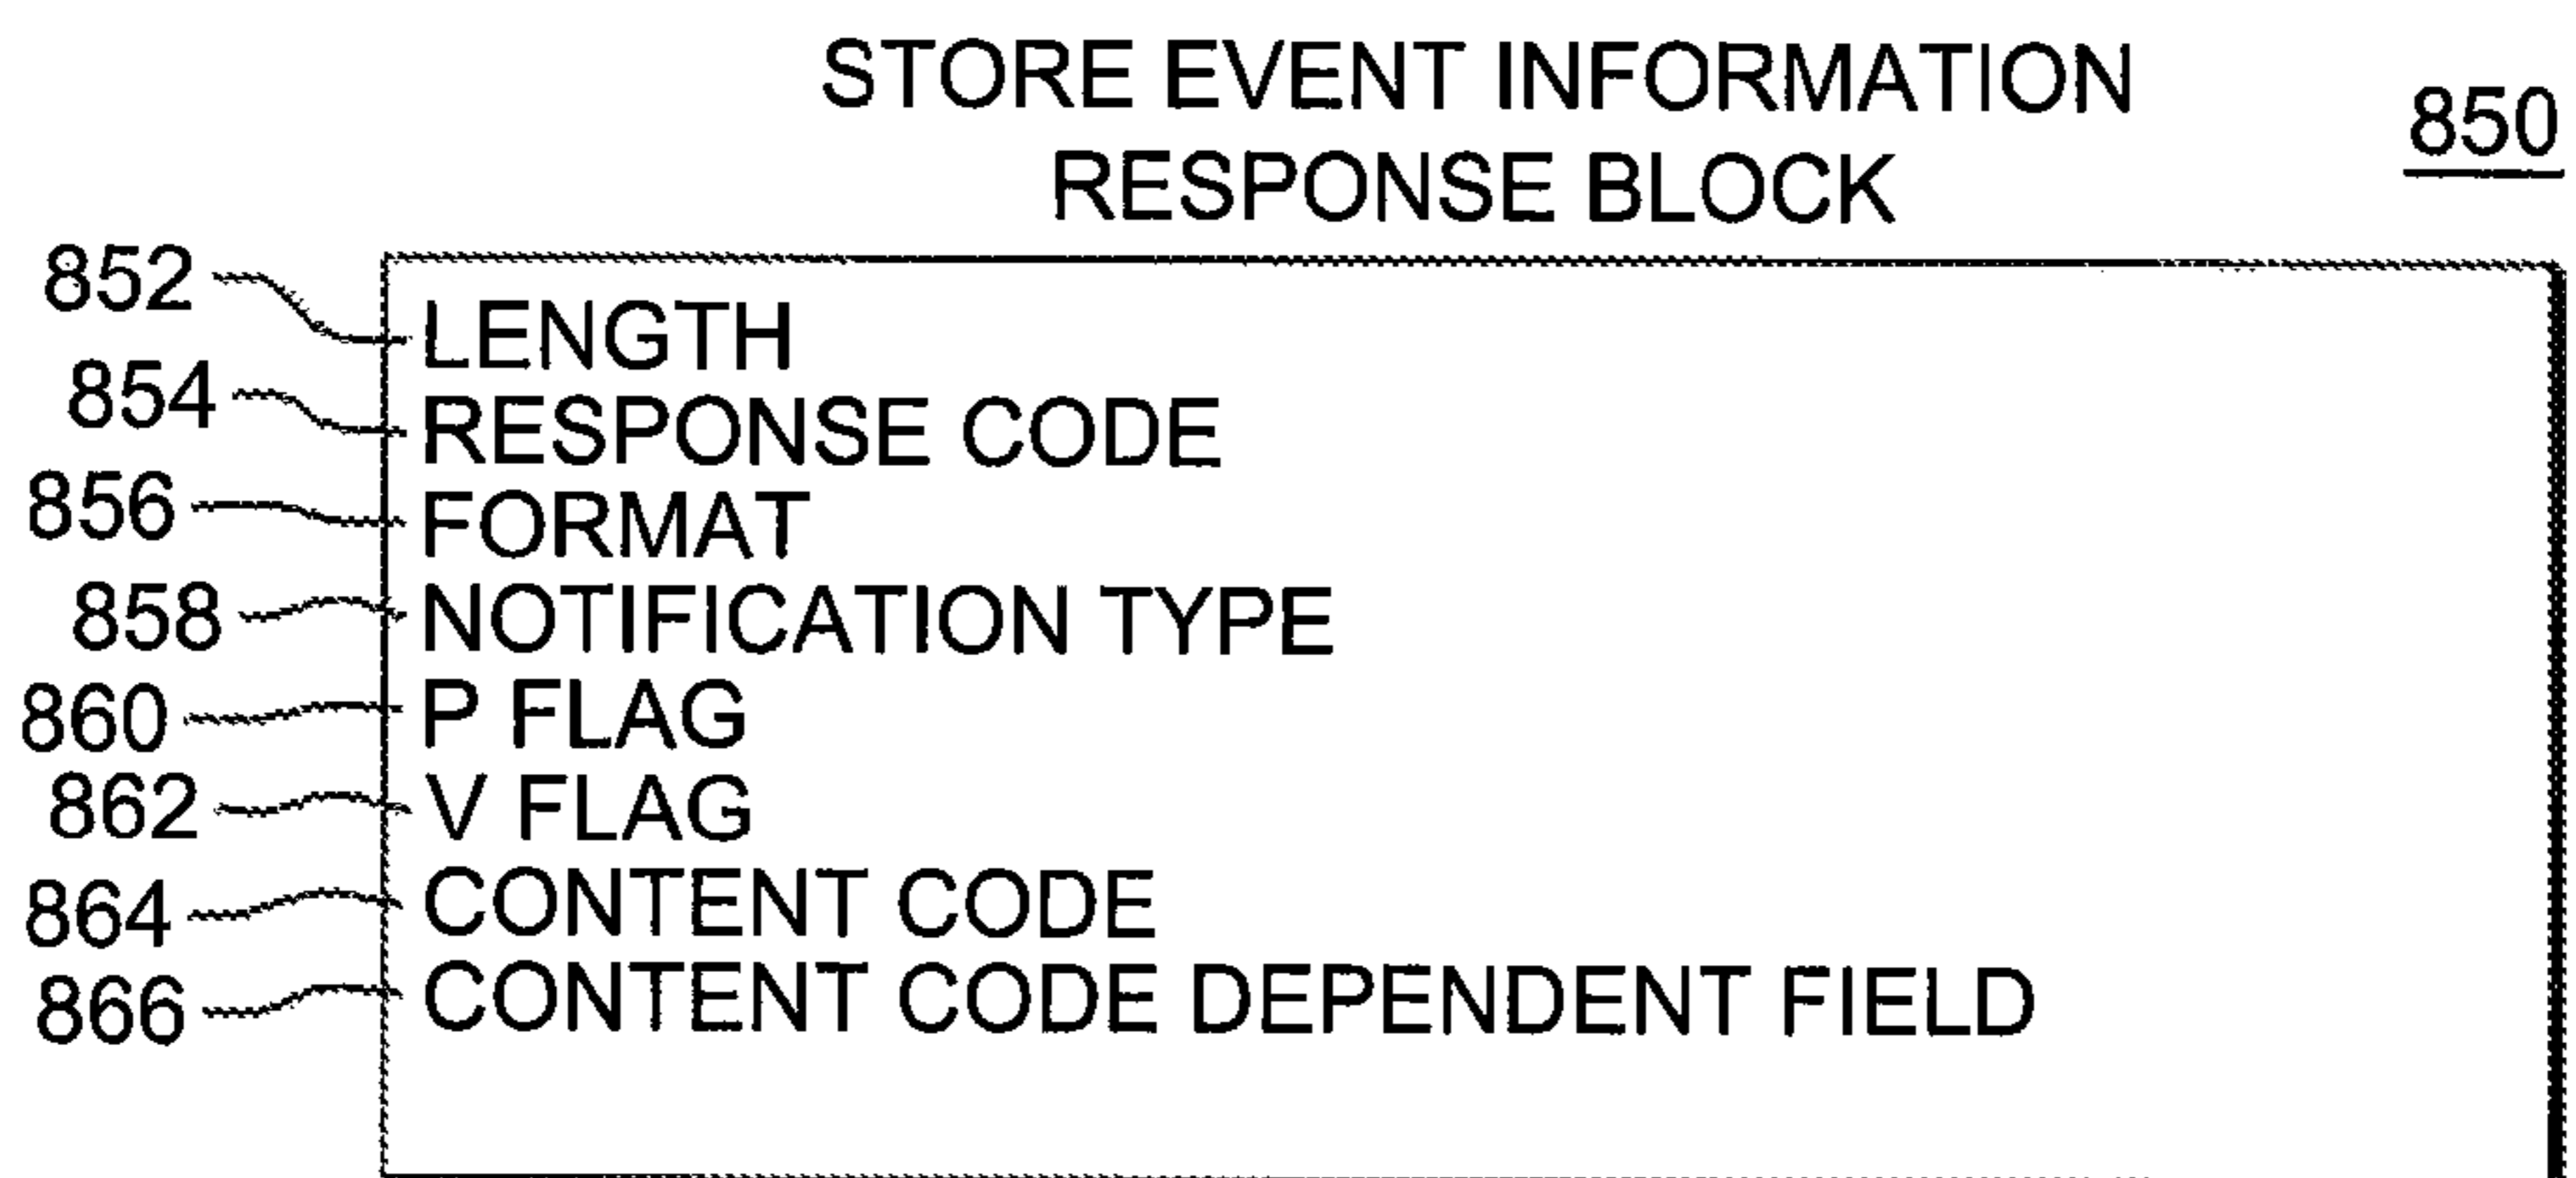 STORE EVENT INFORMATION
RESPONSE BLOCK
850
852 LENGTH
854 RESPONSE CODE
856 FORMAT
858 NOTIFICATION TYPE
860 P FLAG
862 V FLAG
864 CONTENT CODE
866 CONTENT CODE DEPENDENT FIELD